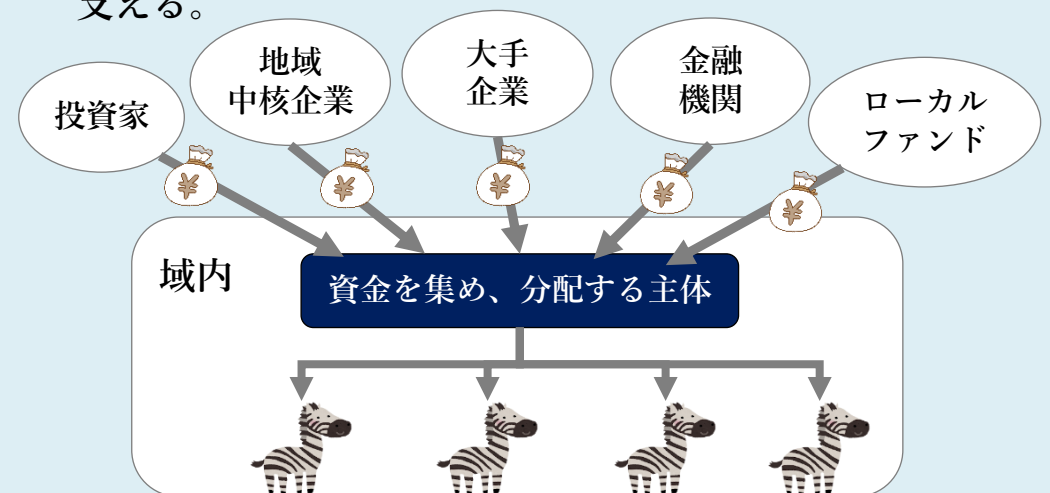 支える。
投資家
地域
中核企業
大手
企業
金融
機関
ローカル
ファンド
¥
¥
¥
¥
¥
域内
資金を集め、分配する主体